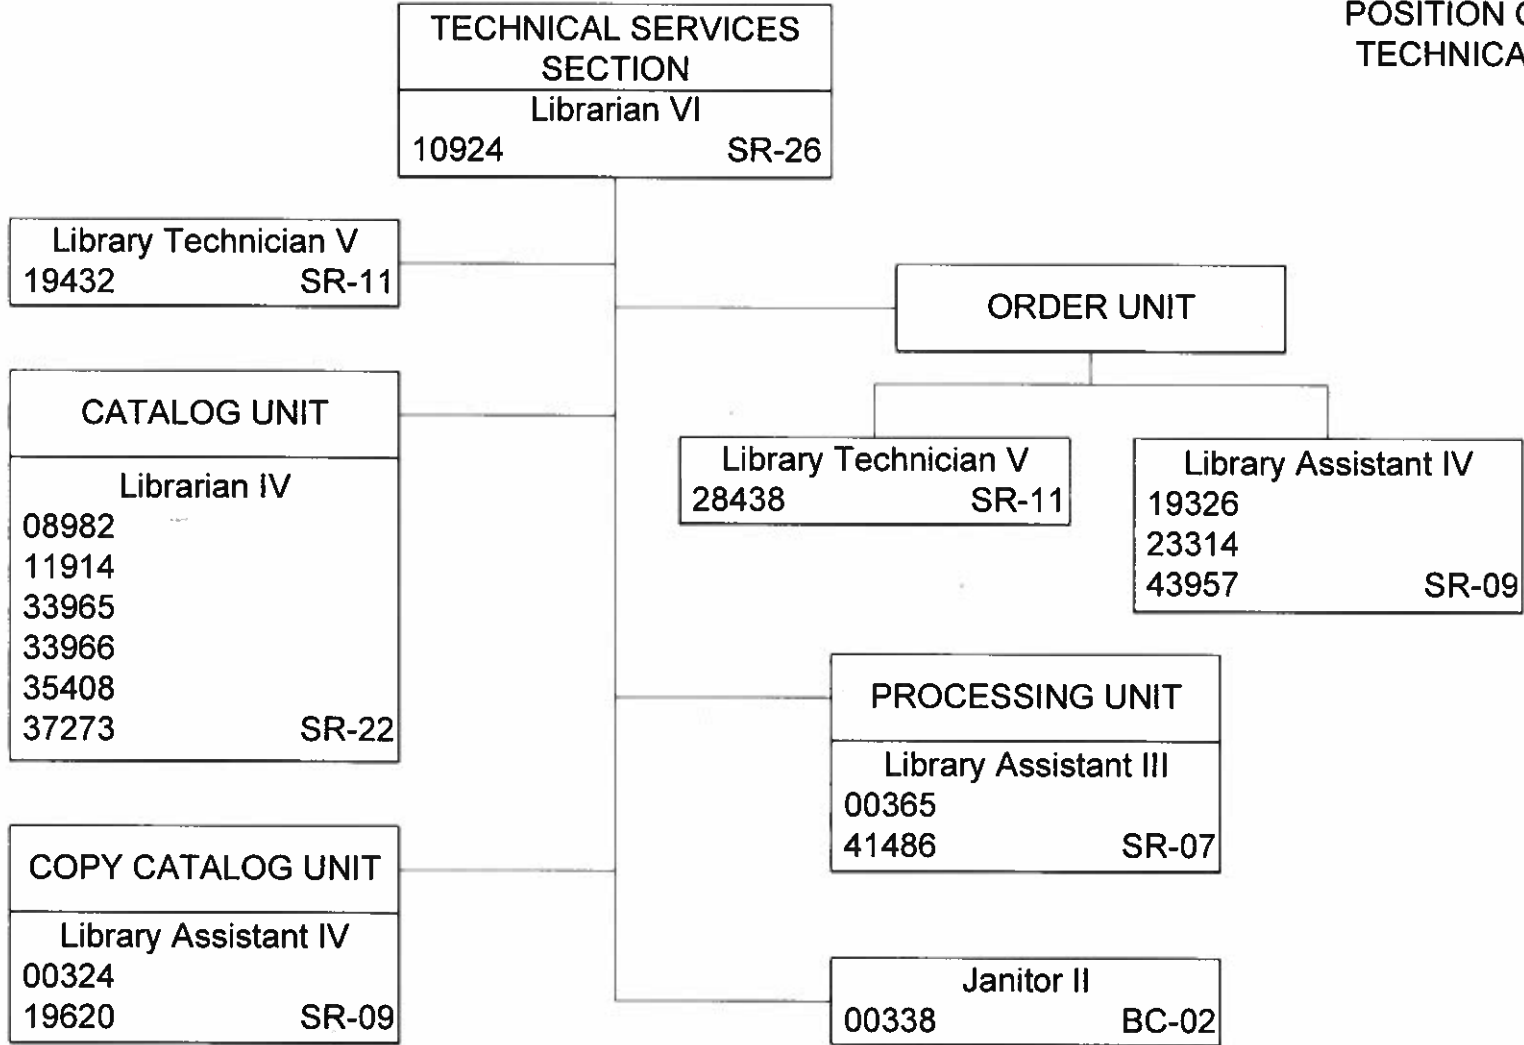 POSITION
TECHNICA
TECHNICAL SERVICES
SECTION
Librarian VI
10924 SR-26
Library Technician V
19432 SR-11
ORDER UNIT
CATALOG UNIT
Librarian IV
08982
11914
33965
33966
35408
37273 SR-22
Library Technician V
28438 SR-11
Library Assistant IV
19326
23314
43957 SR-09
PROCESSING UNIT
Library Assistant III
00365
41486 SR-07
COPY CATALOG UNIT
Library Assistant IV
00324
19620 SR-09
Janitor II
00338 BC-02